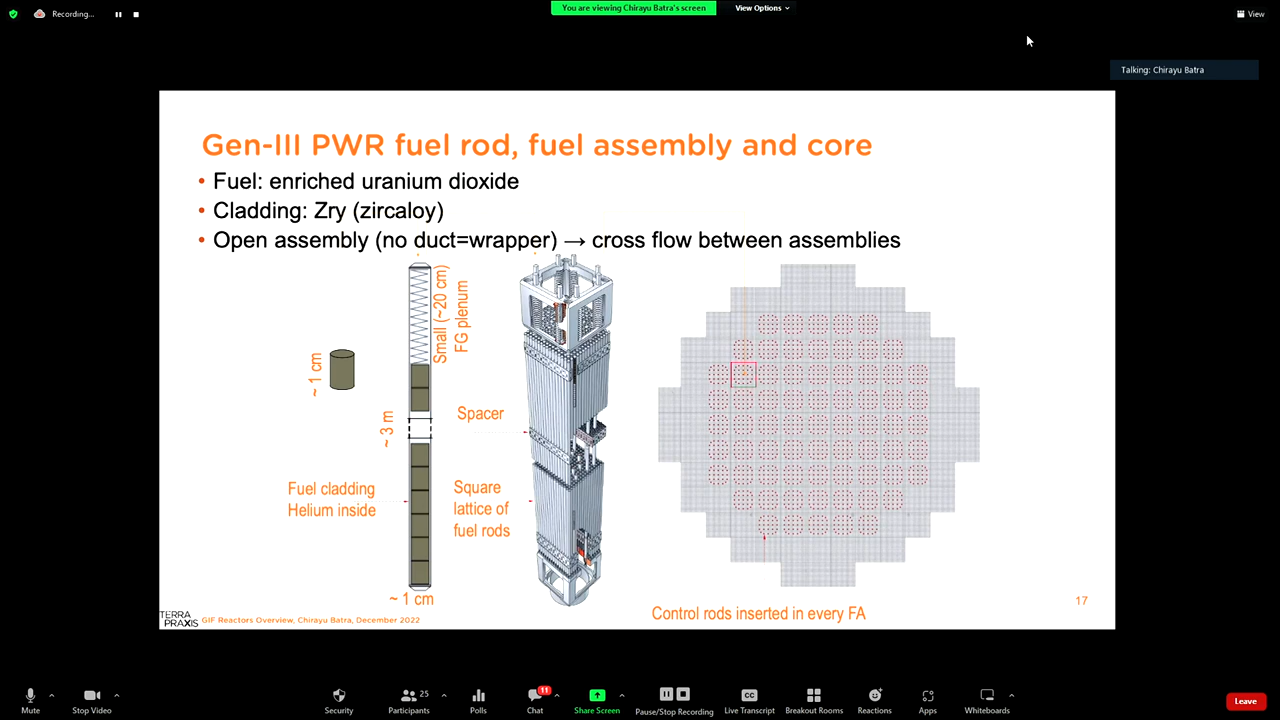 Recording...
You are viewing Chirayu Batra's screen
View Options
View
Talking: Chirayu Batra
Gen-III PWR fuel rod, fuel assembly and core
• Fuel: enriched uranium dioxide
• Cladding: Zry (zircaloy)
• Open assembly (no duct=wrapper) → cross flow between assemblies
Small (~20 cm)
FG plenum
~ 1 cm
~ 3 m
Spacer
Fuel cladding
Helium inside
Square
lattice of
fuel rods
~ 1 cm
Control rods inserted in every FA
17
TERRA
PRAXIS
GIF Reactors Overview, Chirayu Batra, December 2022
Mute
Stop Video
Security
Participants
25
Polls
Chat
11
Share Screen
Pause/Stop Recording
CC
Live Transcript
Breakout Rooms
Reactions
Apps
Whiteboards
Leave